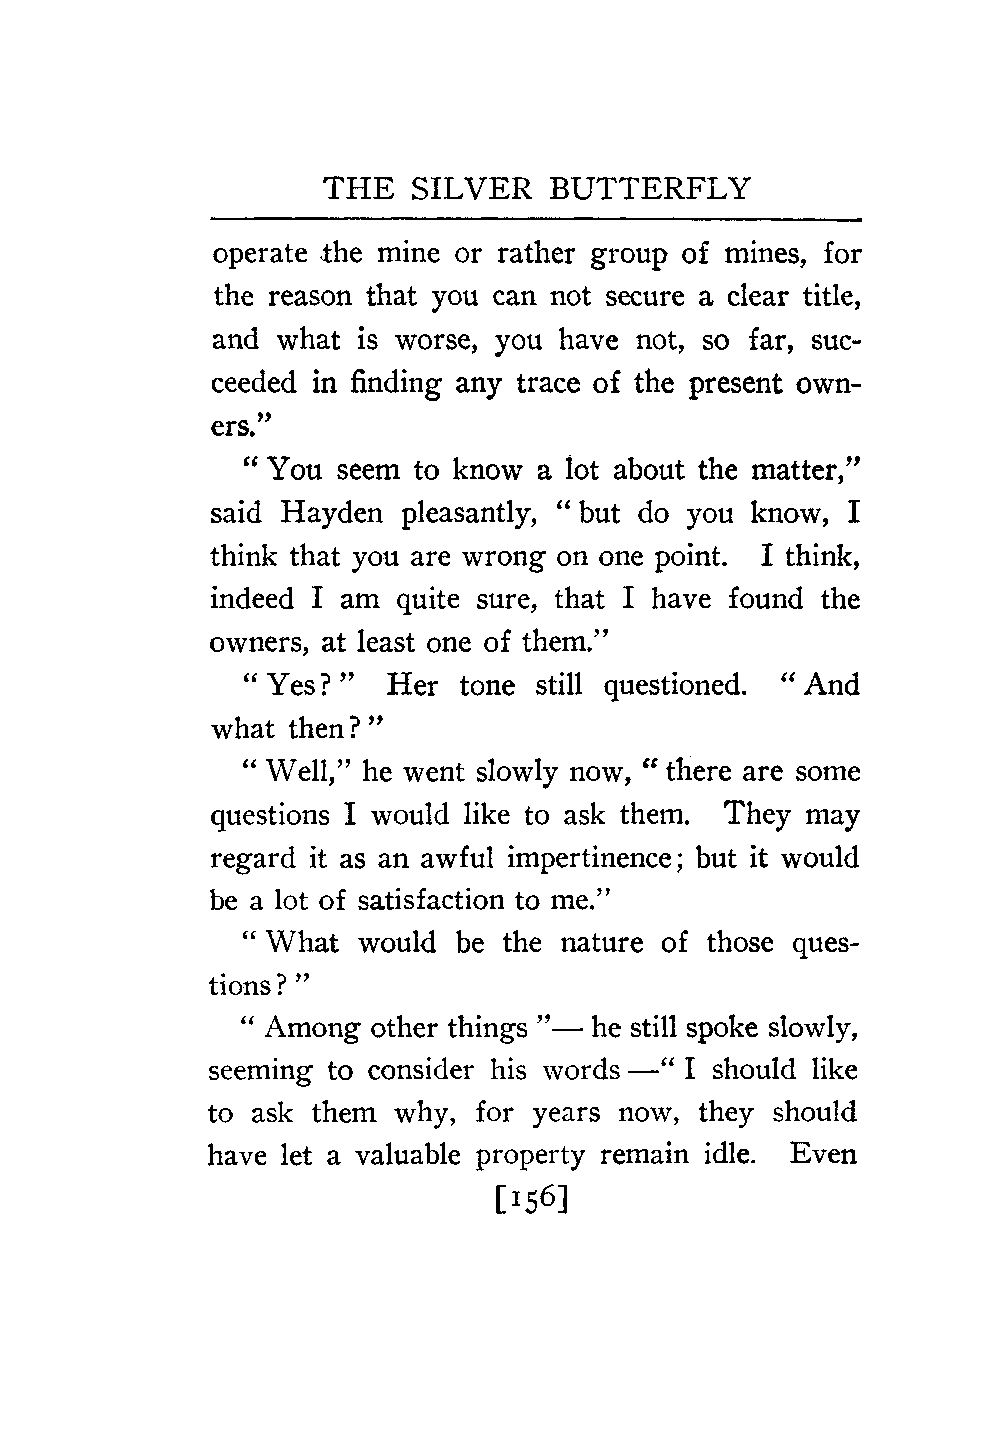 THE SILVER BUTTERFLY
operate the mine or rather group of mines, for
the reason that you can not secure a clear title,
and what is worse, you have not, so far, suc-
ceeded in finding any trace of the present own-
ers.”
“ You seem to know a lot about the matter,”
said Hayden pleasantly, “ but do you know, I
think that you are wrong on one point. I think,
indeed I am quite sure, that I have found the
owners, at least one of them.”
“ Yes? ” Her tone still questioned. “ And
what then? ”
“ Well,” he went slowly now, “ there are some
questions I would like to ask them. They may
regard it as an awful impertinence; but it would
be a lot of satisfaction to me.”
“ What would be the nature of those ques-
tions? ”
“ Among other things ”— he still spoke slowly,
seeming to consider his words —“ I should like
to ask them why, for years now, they should
have let a valuable property remain idle. Even
[156]